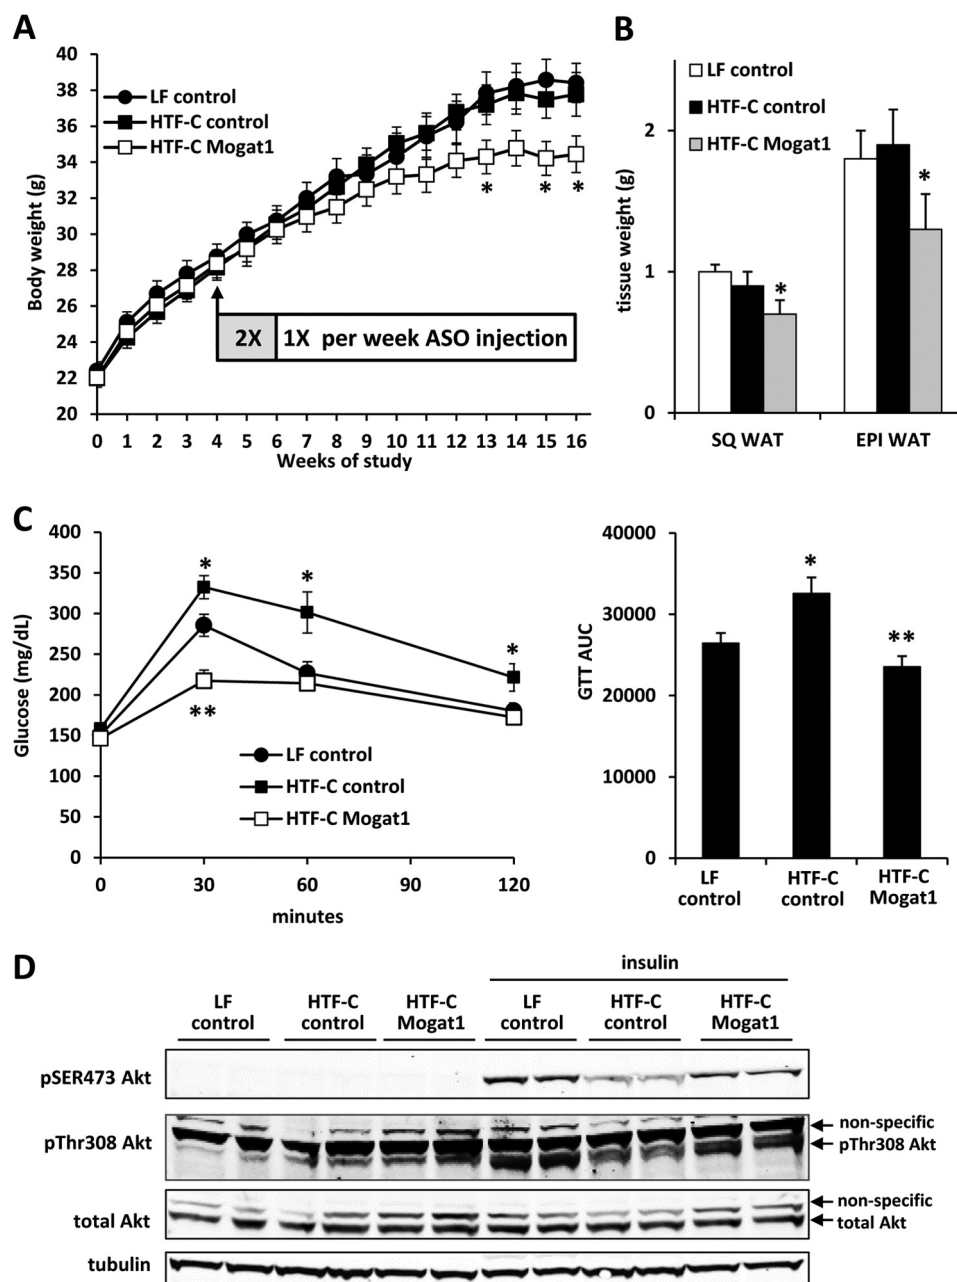 A
Body weight (g)
40
38
36
34
32
30
28
26
24
22
20
LF control
HTF-C control
HTF-C Mogat1
* * *
2X 1X per week ASO injection
0 1 2 3 4 5 6 7 8 9 10 11 12 13 14 15 16
Weeks of study
B
tissue weight (g)
2
1
0
LF control
HTF-C control
HTF-C Mogat1
*
*
SQ WAT EPI WAT
C
Glucose (mg/dL)
400
350
300
250
200
150
100
50
0
* *
*
**
LF control
HTF-C control
HTF-C Mogat1
0 30 60 90 120
minutes
GTT AUC
40000
30000
20000
10000
0
*
**
LF
control
HTF-C
control
HTF-C
Mogat1
D
insulin
LF
control
HTF-C
control
HTF-C
Mogat1
LF
control
HTF-C
control
HTF-C
Mogat1
pSER473 Akt
pThr308 Akt
non-specific
pThr308 Akt
total Akt
non-specific
total Akt
tubulin